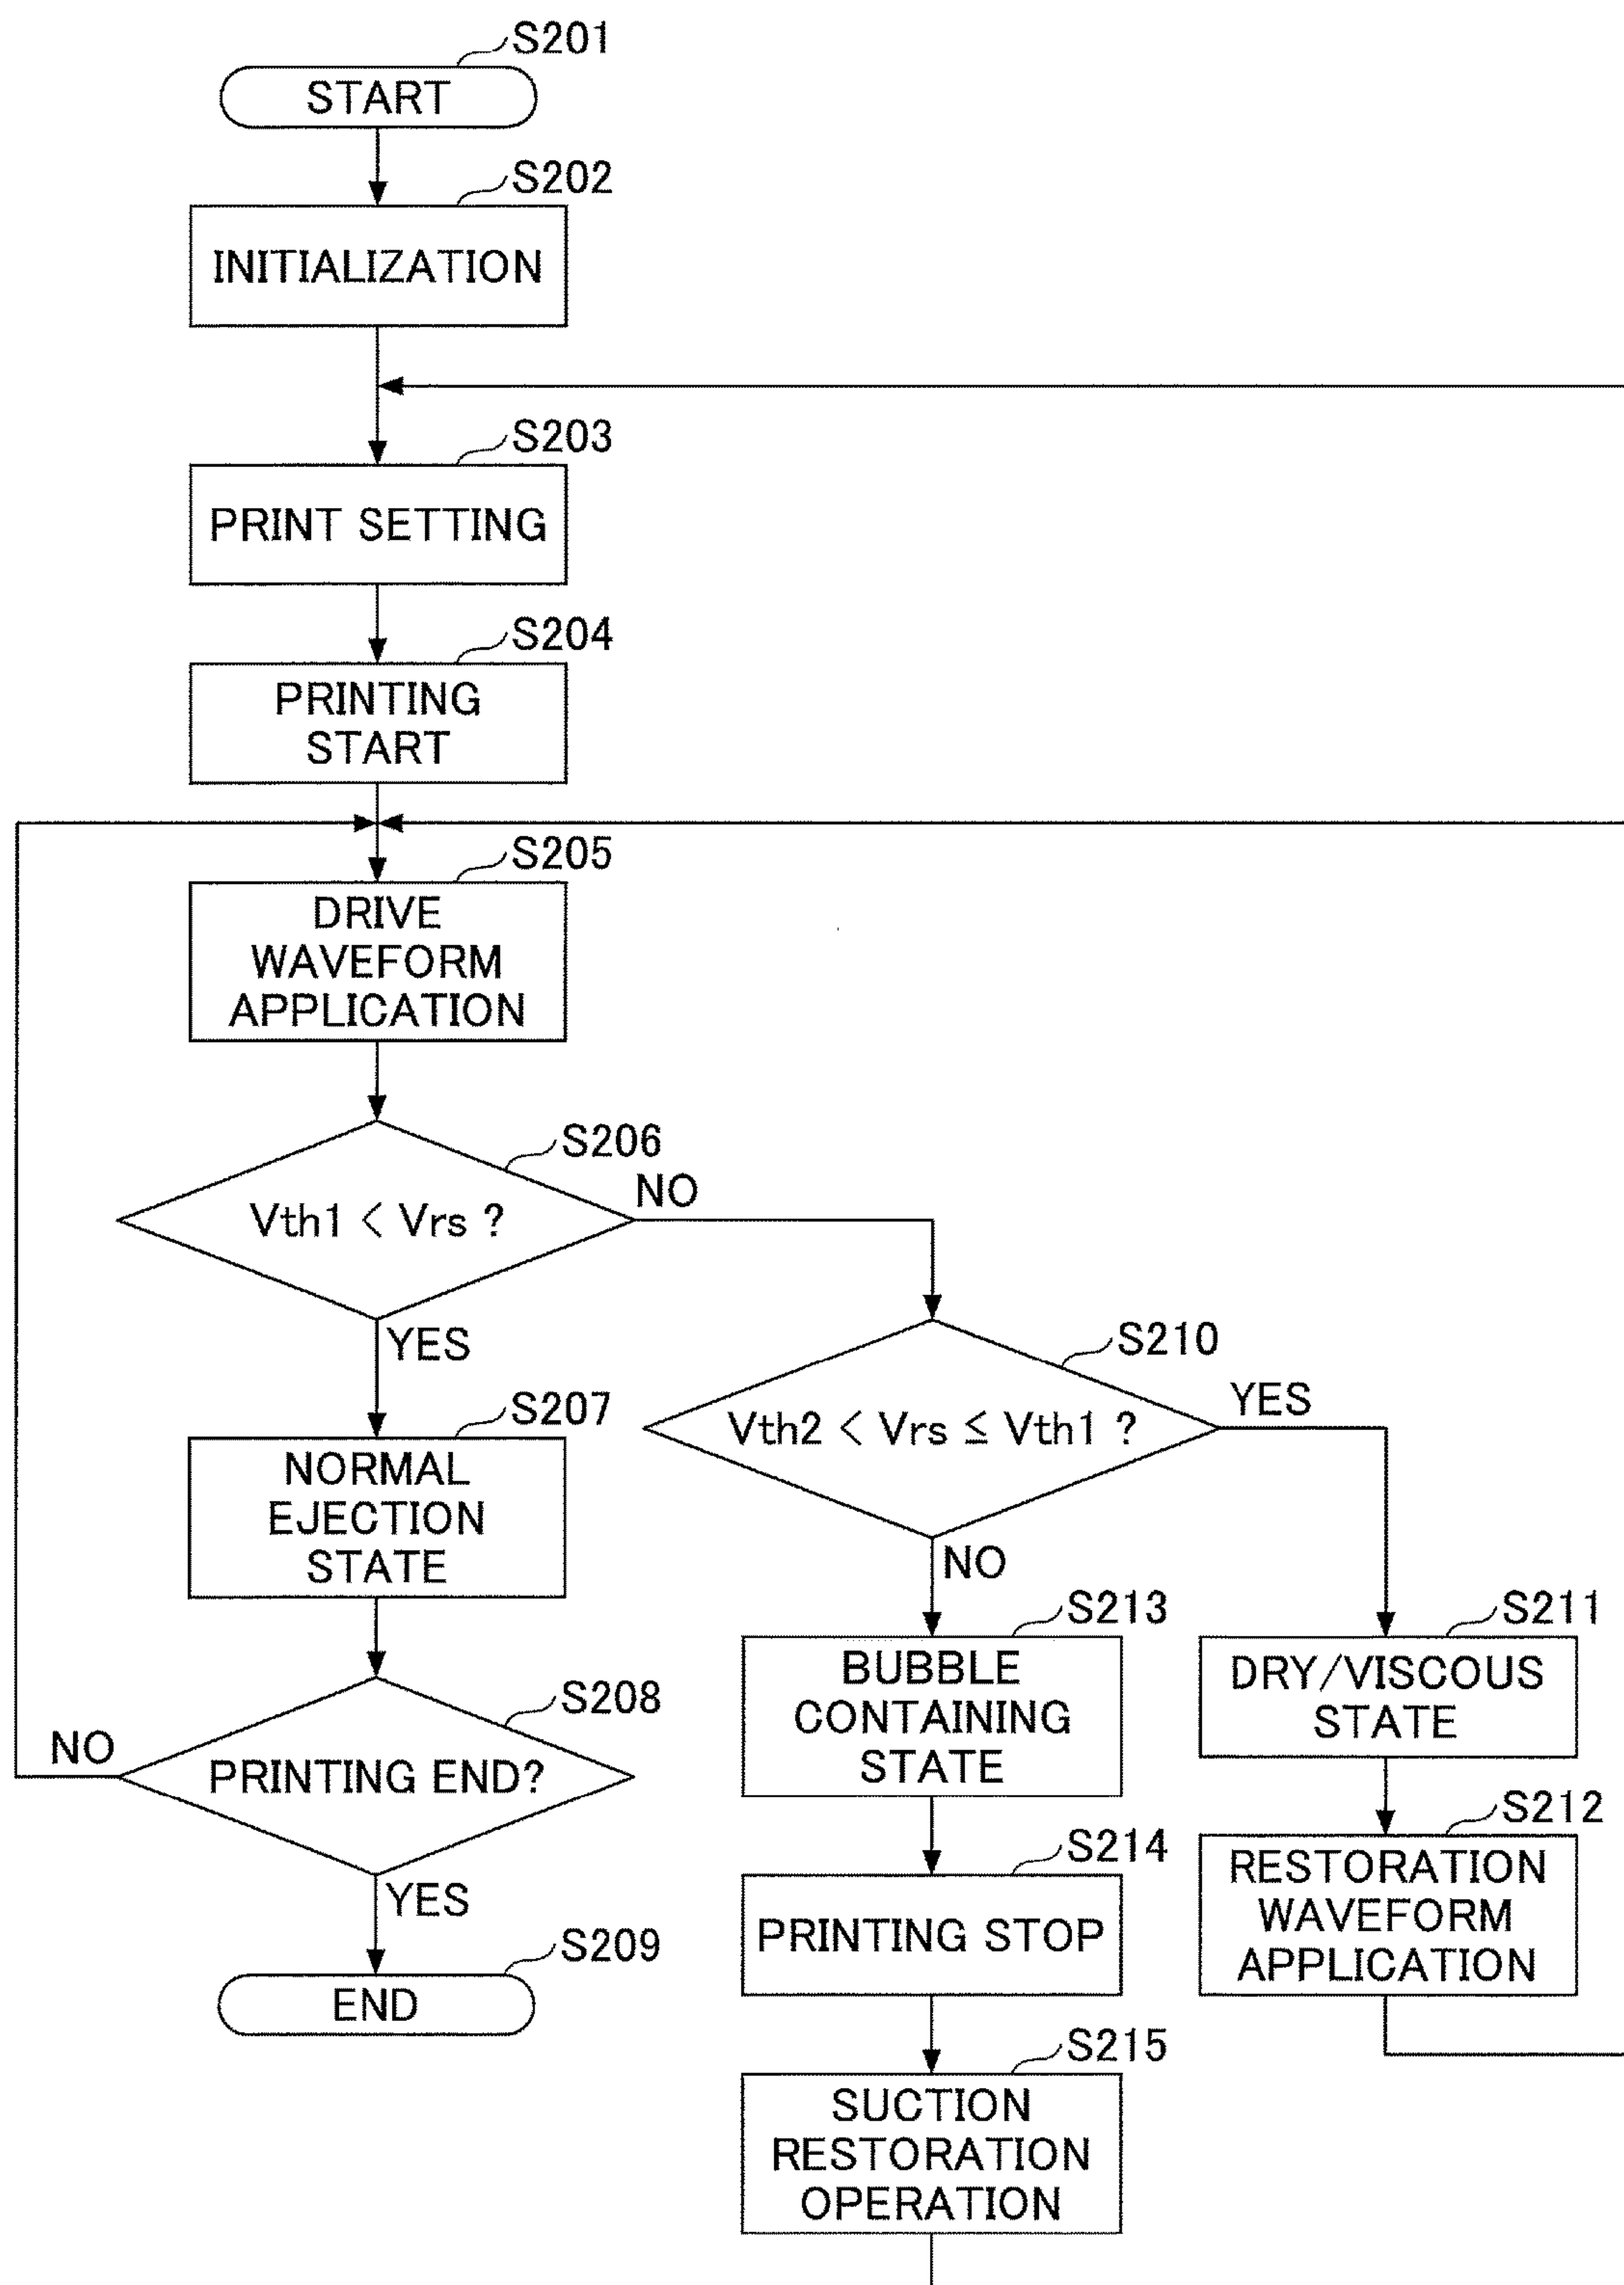 S201
START
S202
INITIALIZATION
S203
PRINT SETTING
S204
PRINTING
START
S205
DRIVE
WAVEFORM
APPLICATION
S206
Vth1 < Vrs ?
NO
YES
S207
NORMAL
EJECTION
STATE
S208
PRINTING END?
NO
YES
S209
END
S210
Vth2 < Vrs ≤ Vth1 ?
YES
NO
S211
DRY/VISCOUS
STATE
S212
RESTORATION
WAVEFORM
APPLICATION
S213
BUBBLE
CONTAINING
STATE
S214
PRINTING STOP
S215
SUCTION
RESTORATION
OPERATION